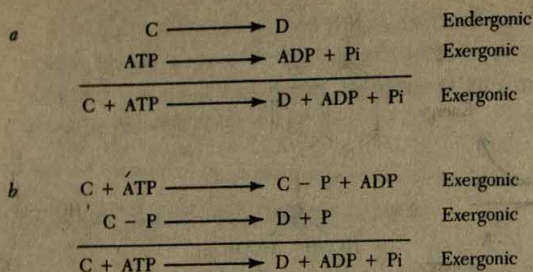 a C ⟶ D Endergonic
ATP ⟶ ADP + Pi Exergonic
C + ATP ⟶ D + ADP + Pi Exergonic
b C + ATP ⟶ C - P + ADP Exergonic
C - P ⟶ D + P Exergonic
C + ATP ⟶ D + ADP + Pi Exergonic